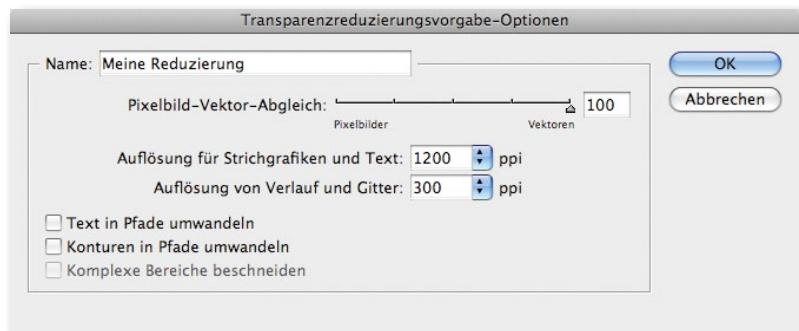 Transparenzreduzierungsvorgabe-Optionen
Name: Meine Reduzierung
OK
Pixelbild-Vektor-Abgleich: 100
Abbrechen
Pixelbilder Vektoren
Auflösung für Strichgrafiken und Text: 1200 ppi
Auflösung von Verlauf und Gitter: 300 ppi
Text in Pfade umwandeln
Konturen in Pfade umwandeln
Komplexe Bereiche beschneiden